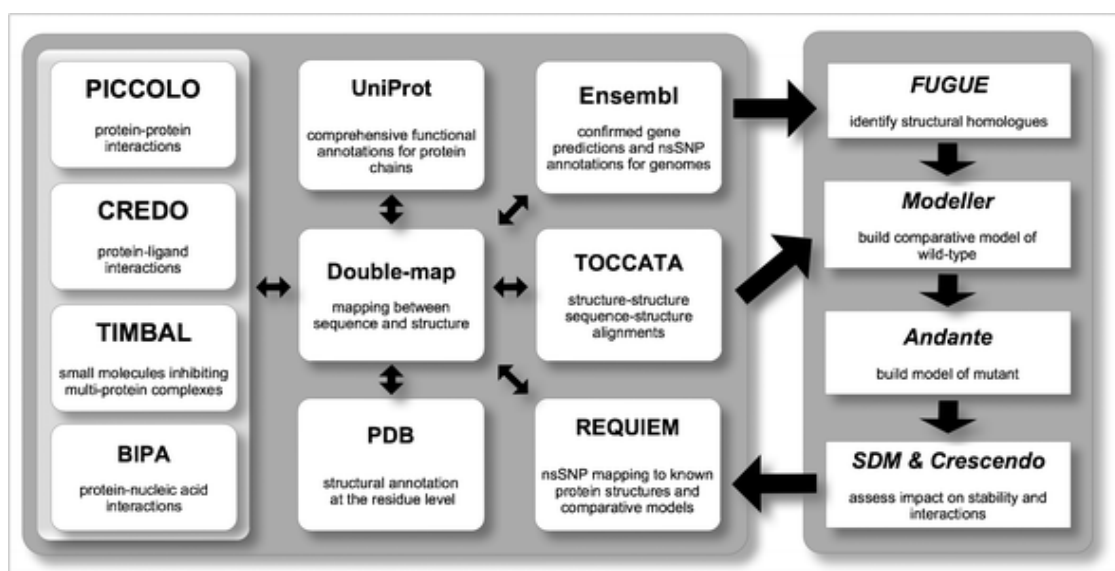 PICCOLO
protein-protein
interactions
CREDO
protein-ligand
interactions
TIMBAL
small molecules inhibiting
multi-protein complexes
BIPA
protein-nucleic acid
interactions
UniProt
comprehensive functional
annotations for protein
chains
Double-map
mapping between
sequence and structure
PDB
structural annotation
at the residue level
Ensembl
confirmed gene
predictions and nsSNP
annotations for genomes
TOCCATA
structure-structure
sequence-structure
alignments
REQUIEM
nsSNP mapping to known
protein structures and
comparative models
FUGUE
identify structural homologues
Modeller
build comparative model of
wild-type
Andante
build model of mutant
SDM & Crescendo
assess impact on stability and
interactions